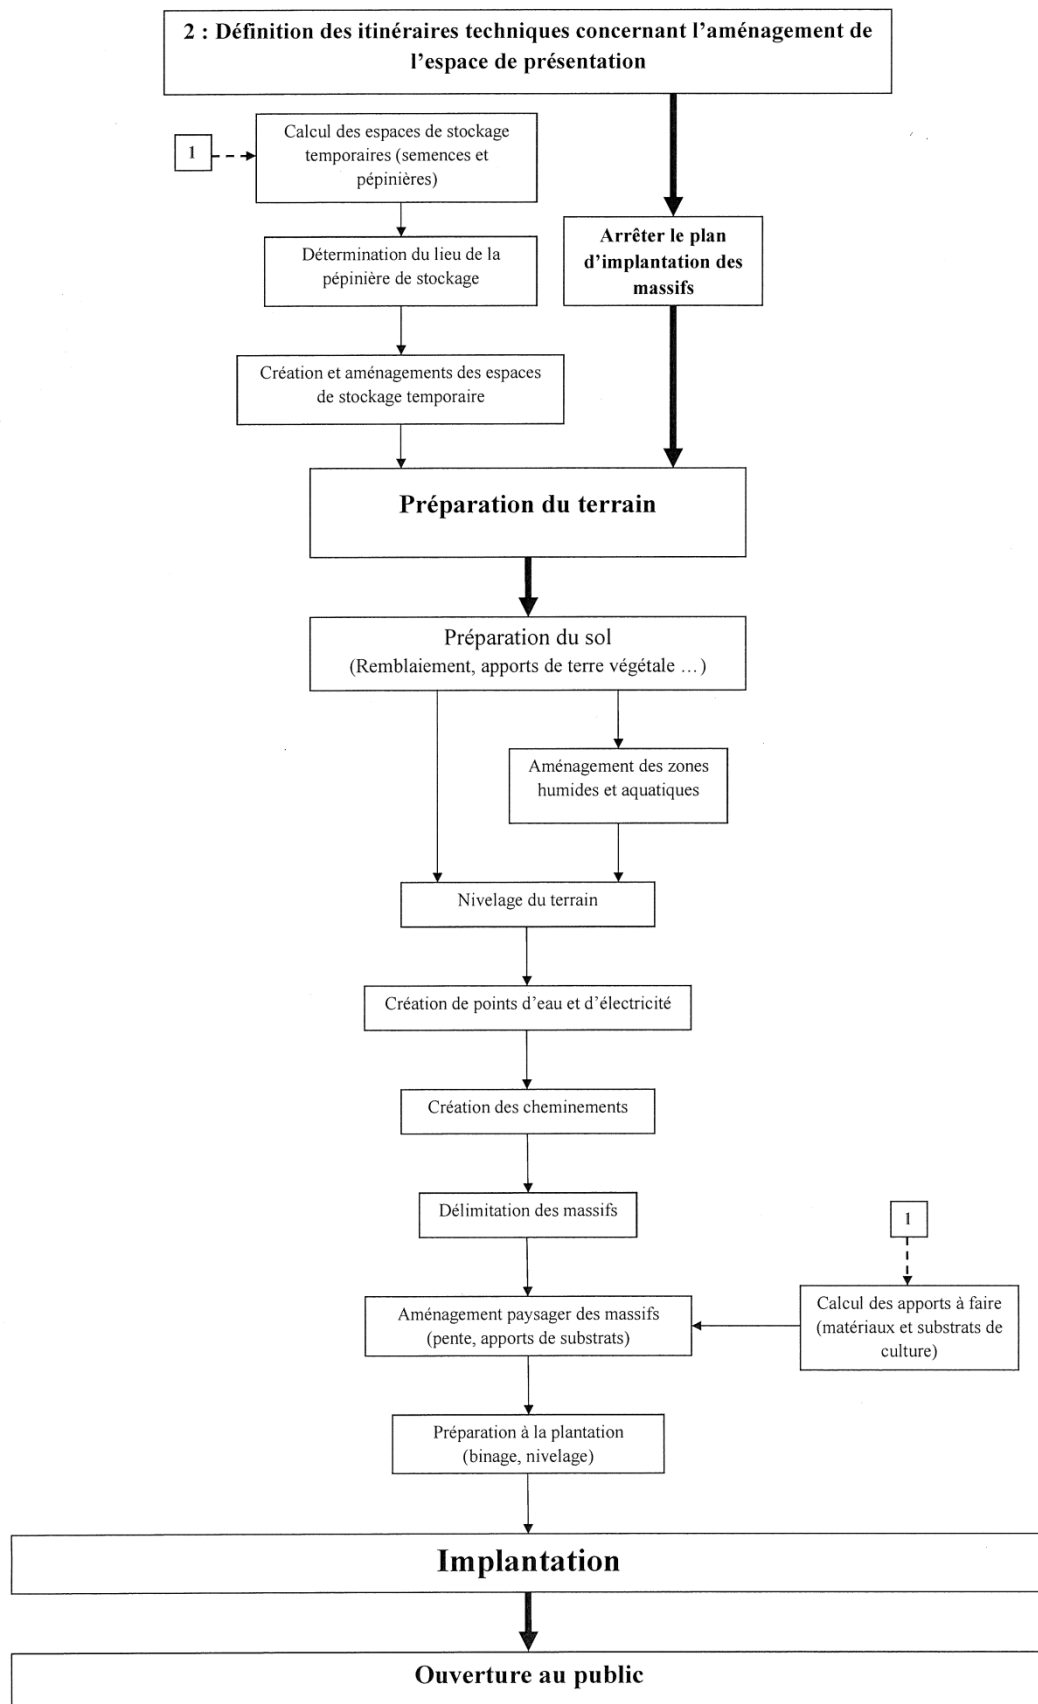 2 : Définition des itinéraires techniques concernant l’aménagement de
l’espace de présentation
1
Calcul des espaces de stockage
temporaires (semences et
pépinières)
Détermination du lieu de la
pépinière de stockage
Arrêter le plan
d’implantation des
massifs
Création et aménagements des espaces
de stockage temporaire
Préparation du terrain
Préparation du sol
(Remblaiement, apports de terre végétale …)
Aménagement des zones
humides et aquatiques
Nivelage du terrain
Création de points d’eau et d’électricité
Création des cheminements
Délimitation des massifs
1
Aménagement paysager des massifs
(pente, apports de substrats)
Calcul des apports à faire
(matériaux et substrats de
culture)
Préparation à la plantation
(binage, nivelage)
Implantation
Ouverture au public